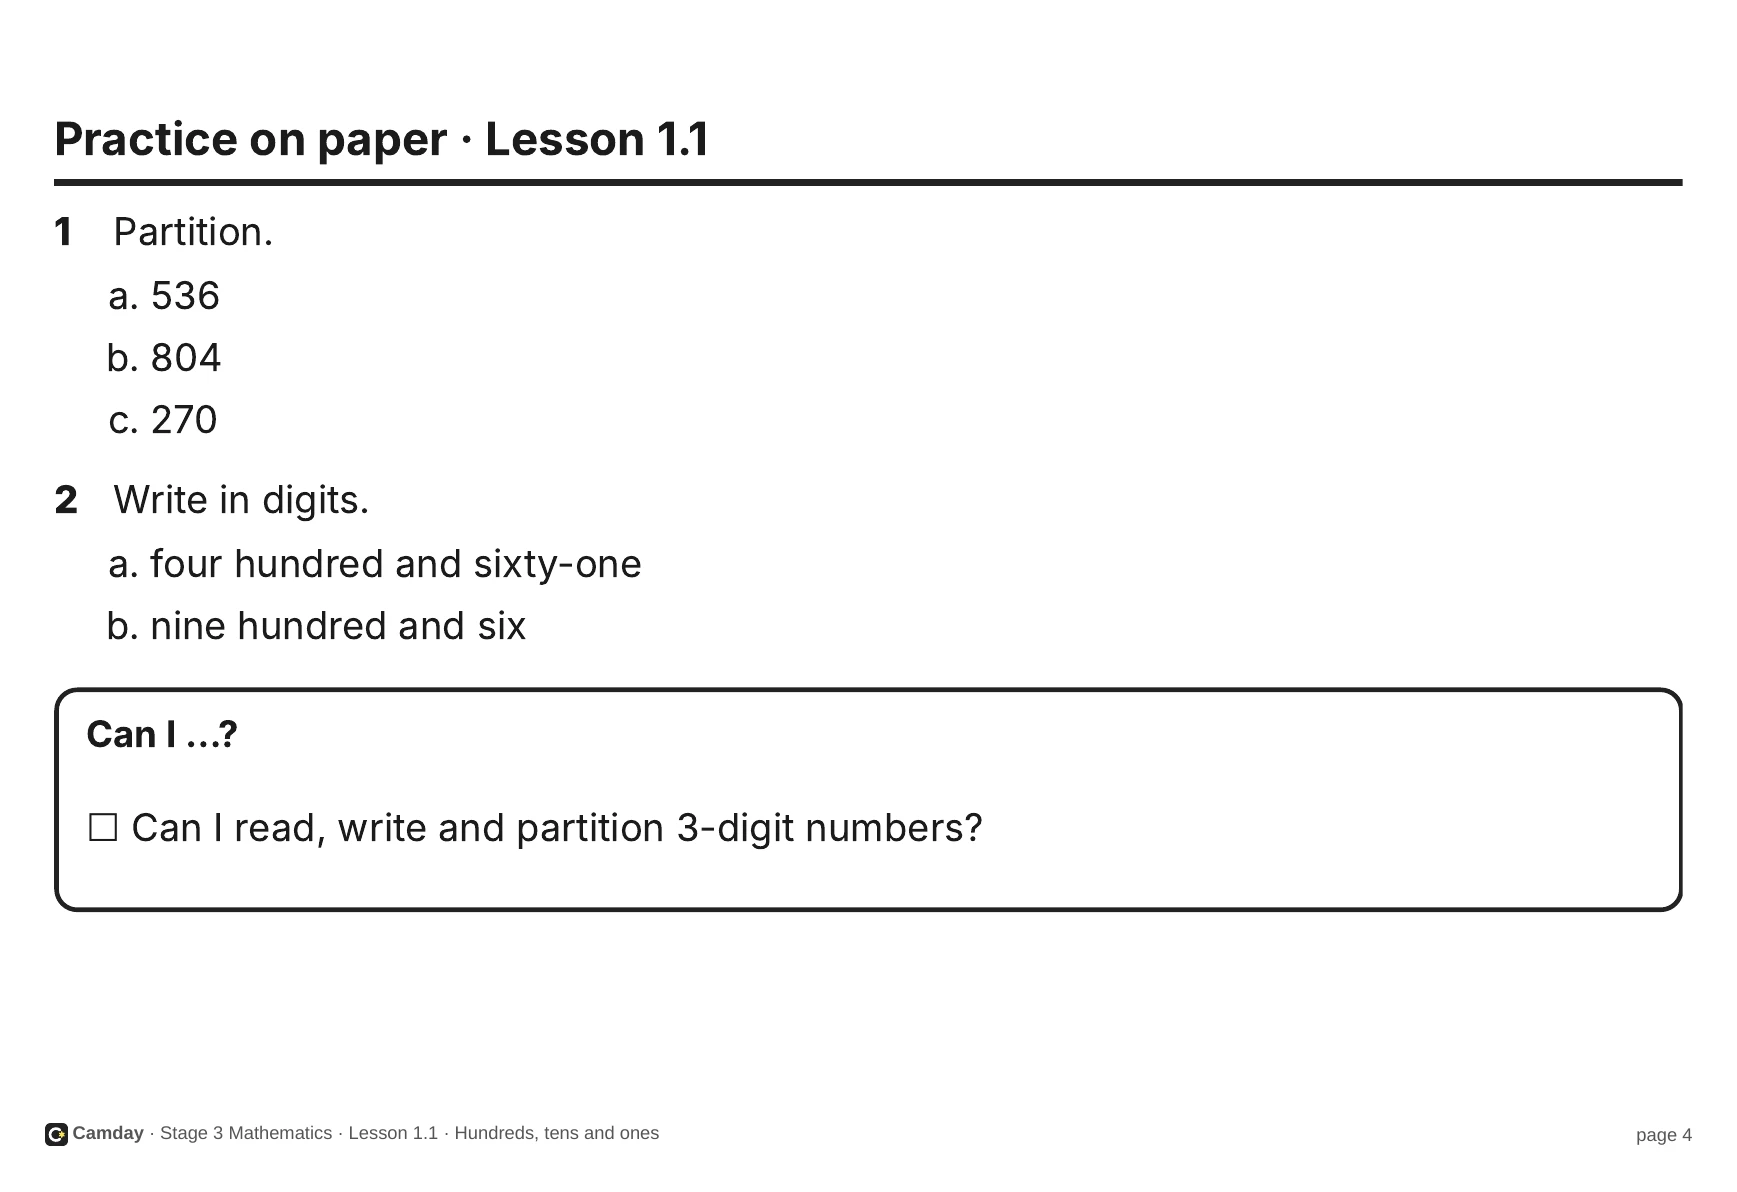 Practice on paper · Lesson 1.1
1 Partition.
a. 536
b. 804
c. 270
2 Write in digits.
a. four hundred and sixty-one
b. nine hundred and six
Can I …?
☐ Can I read, write and partition 3-digit numbers?
Camday · Stage 3 Mathematics · Lesson 1.1 · Hundreds, tens and ones
page 4